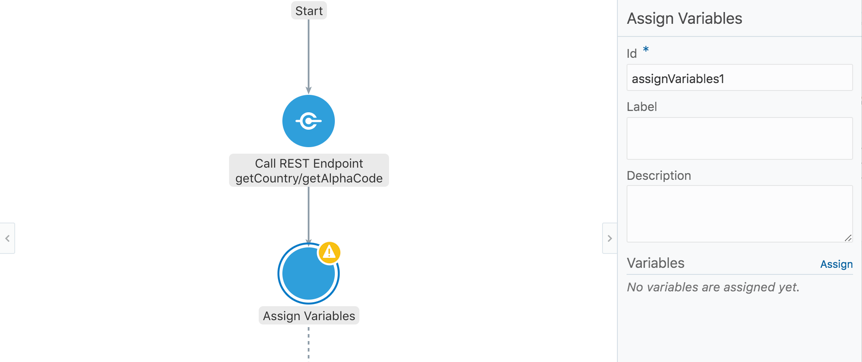 Start
Call REST Endpoint
getCountry/getAlphaCode
Assign Variables
Assign Variables
Id *
assignVariables1
Label
Description
Variables Assign
No variables are assigned yet.